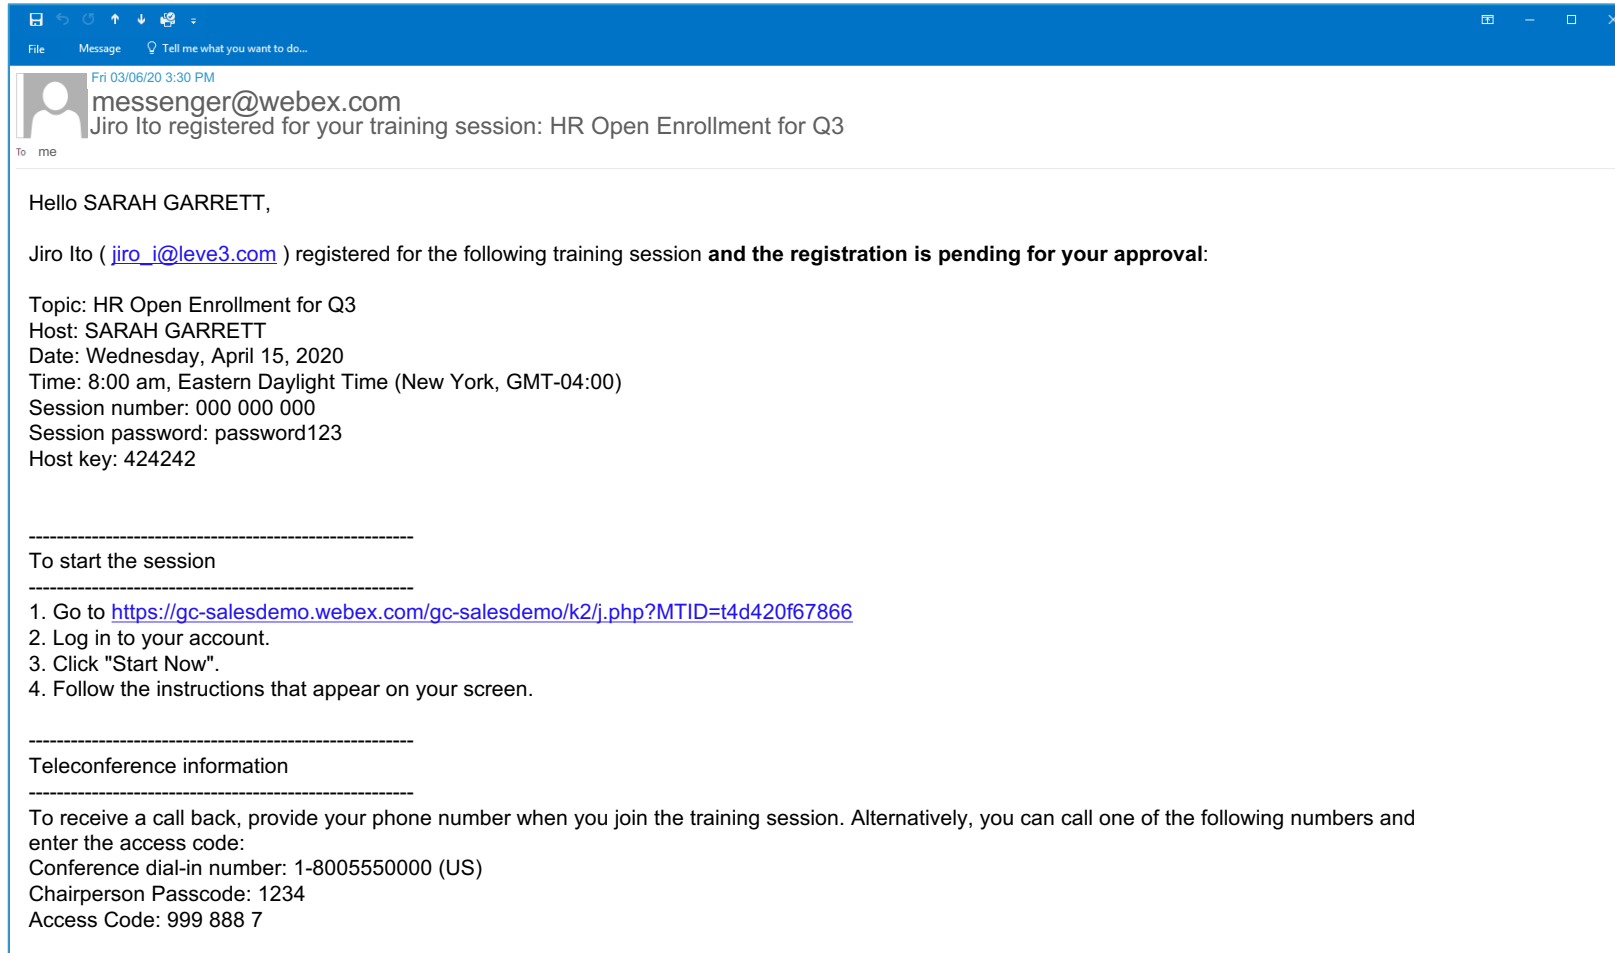 File Message Tell me what you want to do...
Fri 03/06/20 3:30 PM
messenger@webex.com
Jiro Ito registered for your training session: HR Open Enrollment for Q3
To me
Hello SARAH GARRETT,
Jiro Ito ( jiro_i@leve3.com ) registered for the following training session and the registration is pending for your approval:
Topic: HR Open Enrollment for Q3
Host: SARAH GARRETT
Date: Wednesday, April 15, 2020
Time: 8:00 am, Eastern Daylight Time (New York, GMT-04:00)
Session number: 000 000 000
Session password: password123
Host key: 424242
-------------------------------------------------------
To start the session
-------------------------------------------------------
1. Go to https://gc-salesdemo.webex.com/gc-salesdemo/k2/j.php?MTID=t4d420f67866
2. Log in to your account.
3. Click "Start Now".
4. Follow the instructions that appear on your screen.
-------------------------------------------------------
Teleconference information
-------------------------------------------------------
To receive a call back, provide your phone number when you join the training session. Alternatively, you can call one of the following numbers and
enter the access code:
Conference dial-in number: 1-8005550000 (US)
Chairperson Passcode: 1234
Access Code: 999 888 7